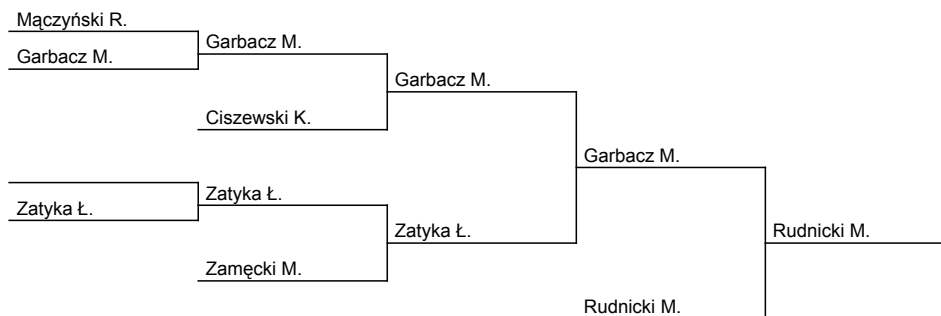 Mączyński R.
Garbacz M.
Garbacz M.
Garbacz M.
Ciszewski K.
Garbacz M.
Zatyka Ł.
Zatyka Ł.
Zatyka Ł.
Rudnicki M.
Zamęcki M.
Rudnicki M.